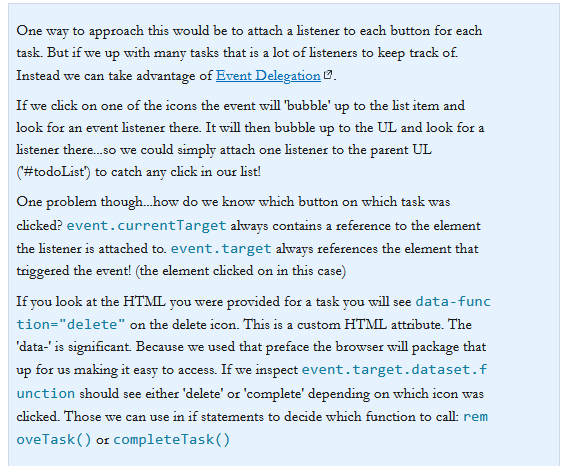 One way to approach this would be to attach a listener to each button for each
task. But if we up with many tasks that is a lot of listeners to keep track of.
Instead we can take advantage of Event Delegation.
If we click on one of the icons the event will 'bubble' up to the list item and
look for an event listener there. It will then bubble up to the UL and look for a
listener there...so we could simply attach one listener to the parent UL
('#todoList') to catch any click in our list!
One problem though...how do we know which button on which task was
clicked? event.currentTarget always contains a reference to the element
the listener is attached to. event.target always references the element that
triggered the event! (the element clicked on in this case)
If you look at the HTML you were provided for a task you will see data-func
tion="delete" on the delete icon. This is a custom HTML attribute. The
'data-' is significant. Because we used that preface the browser will package that
up for us making it easy to access. If we inspect event.target.dataset.f
unction should see either 'delete' or 'complete' depending on which icon was
clicked. Those we can use in if statements to decide which function to call: rem
oveTask() or completeTask()